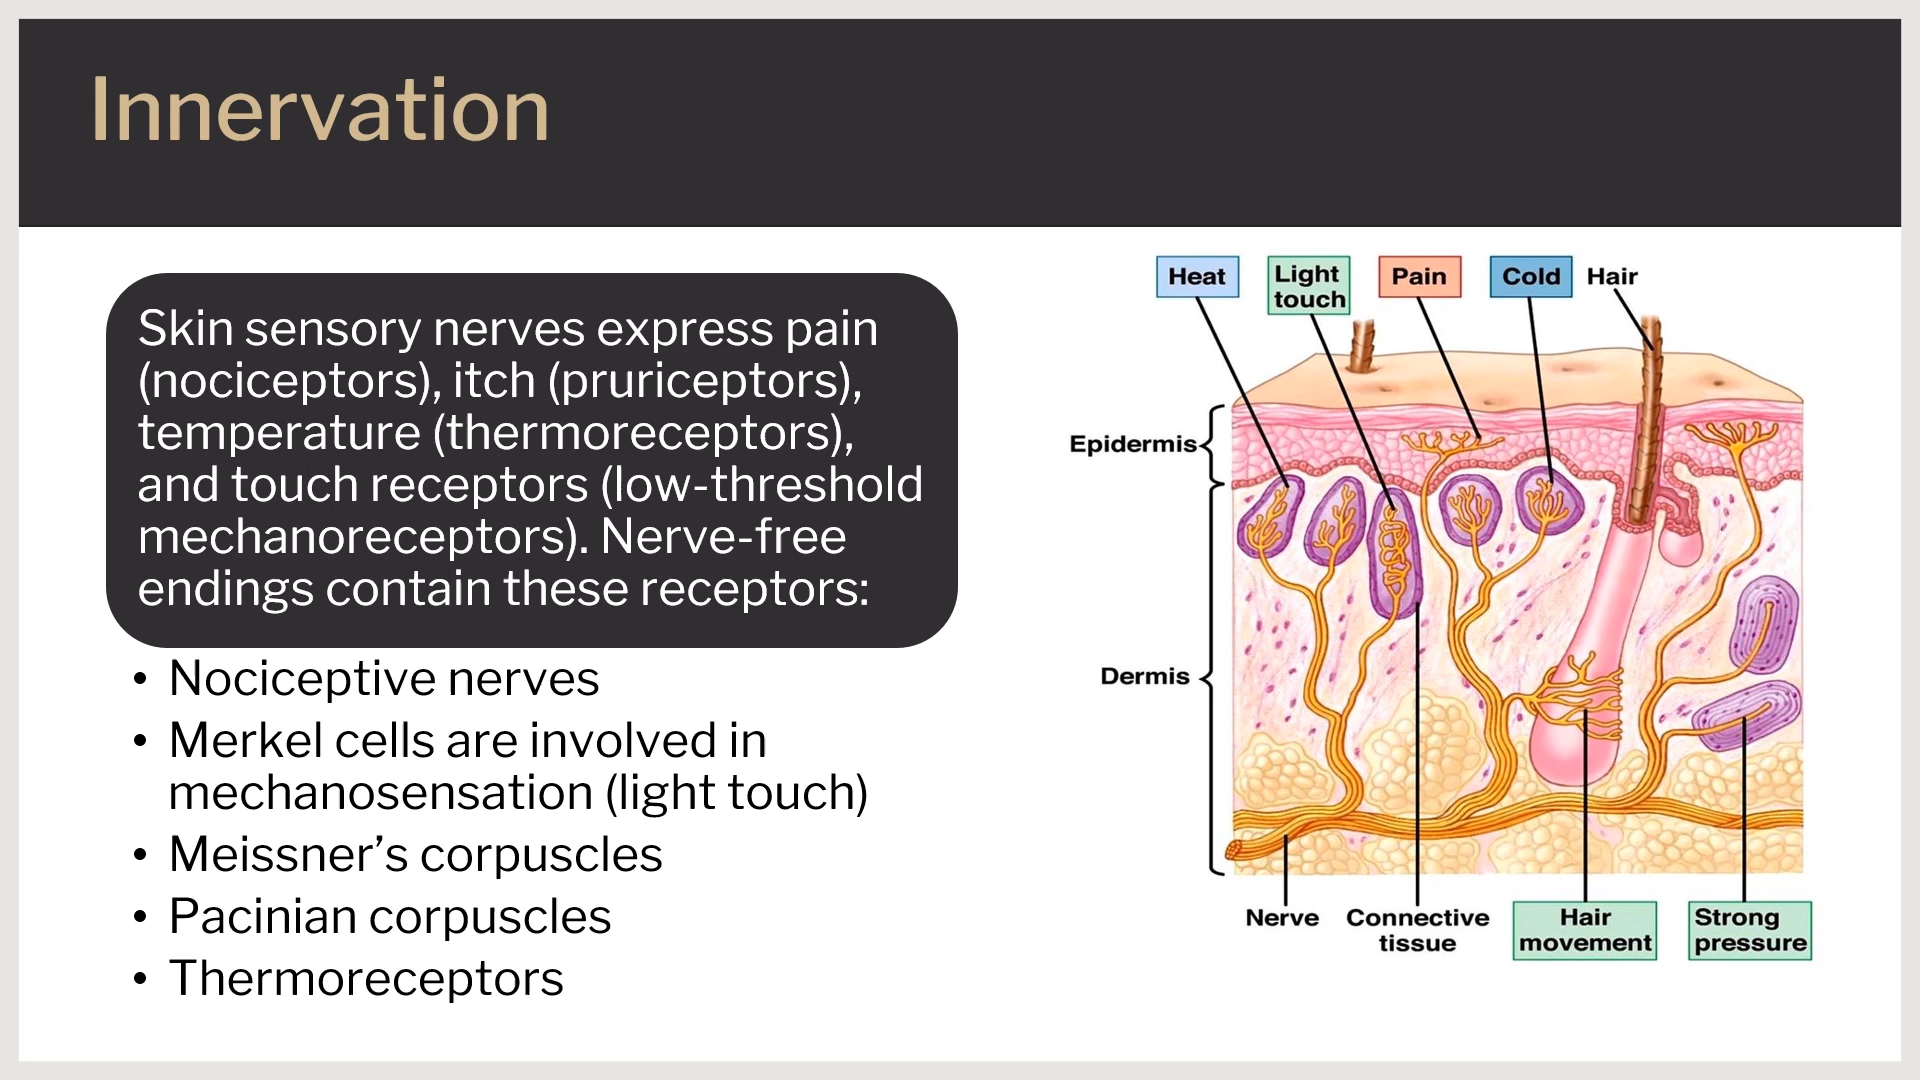 Innervation
Skin sensory nerves express pain
(nociceptors), itch (pruriceptors),
temperature (thermoreceptors),
and touch receptors (low-threshold
mechanoreceptors). Nerve-free
endings contain these receptors:
• Nociceptive nerves
• Merkel cells are involved in
mechanosensation (light touch)
• Meissner’s corpuscles
• Pacinian corpuscles
• Thermoreceptors
Heat
Light
touch
Pain
Cold
Hair
Epidermis
Dermis
Nerve
Connective
tissue
Hair
movement
Strong
pressure